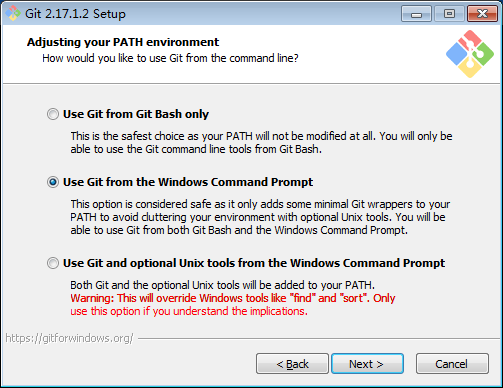 Git 2.17.1.2 Setup
Adjusting your PATH environment
How would you like to use Git from the command line?
Use Git from Git Bash only
This is the safest choice as your PATH will not be modified at all. You will only be
able to use the Git command line tools from Git Bash.
Use Git from the Windows Command Prompt
This option is considered safe as it only adds some minimal Git wrappers to your
PATH to avoid cluttering your environment with optional Unix tools. You will be
able to use Git from both Git Bash and the Windows Command Prompt.
Use Git and optional Unix tools from the Windows Command Prompt
Both Git and the optional Unix tools will be added to your PATH.
Warning: This will override Windows tools like "find" and "sort". Only
use this option if you understand the implications.
https://gitforwindows.org/
< Back
Next >
Cancel